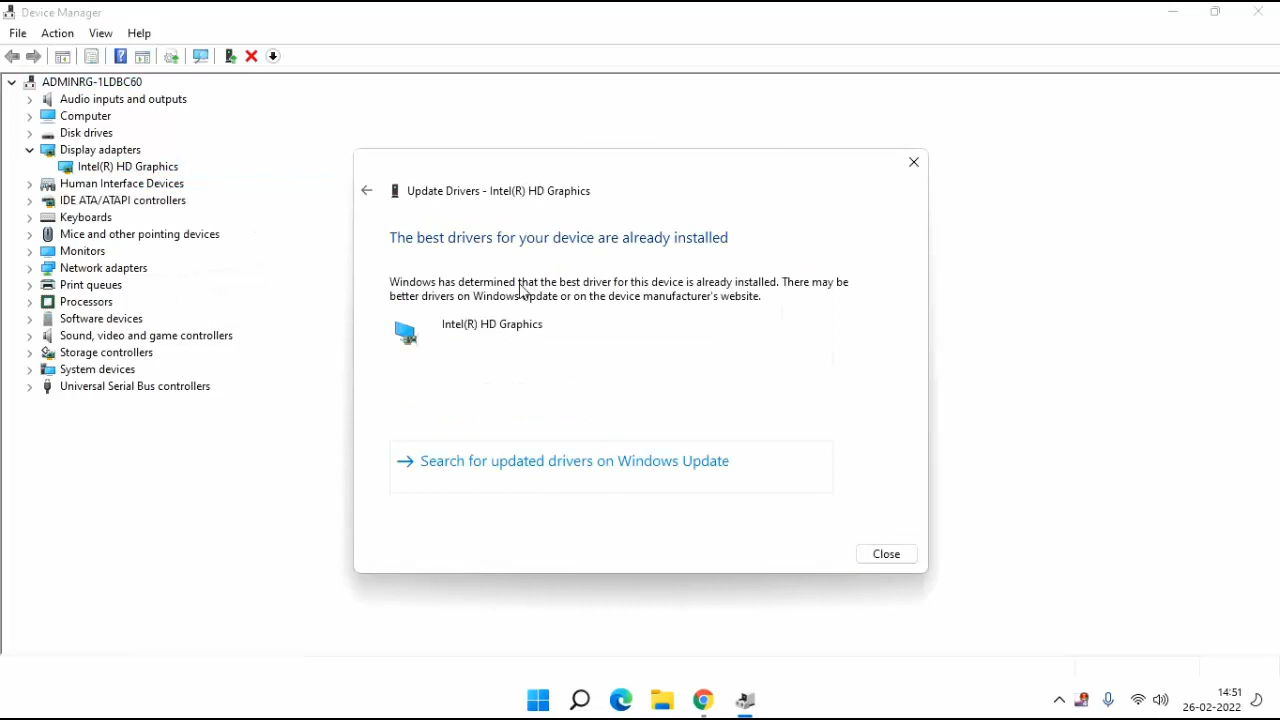 Device Manager
File Action View Help
ADMINRG-1LDBC60
Audio inputs and outputs
Computer
Disk drives
Display adapters
Intel(R) HD Graphics
Human Interface Devices
IDE ATA/ATAPI controllers
Keyboards
Mice and other pointing devices
Monitors
Network adapters
Print queues
Processors
Software devices
Sound, video and game controllers
Storage controllers
System devices
Universal Serial Bus controllers
Update Drivers - Intel(R) HD Graphics
The best drivers for your device are already installed
Windows has determined that the best driver for this device is already installed. There may be
better drivers on Windows Update or on the device manufacturer's website.
Intel(R) HD Graphics
Search for updated drivers on Windows Update
Close
14:51
26-02-2022